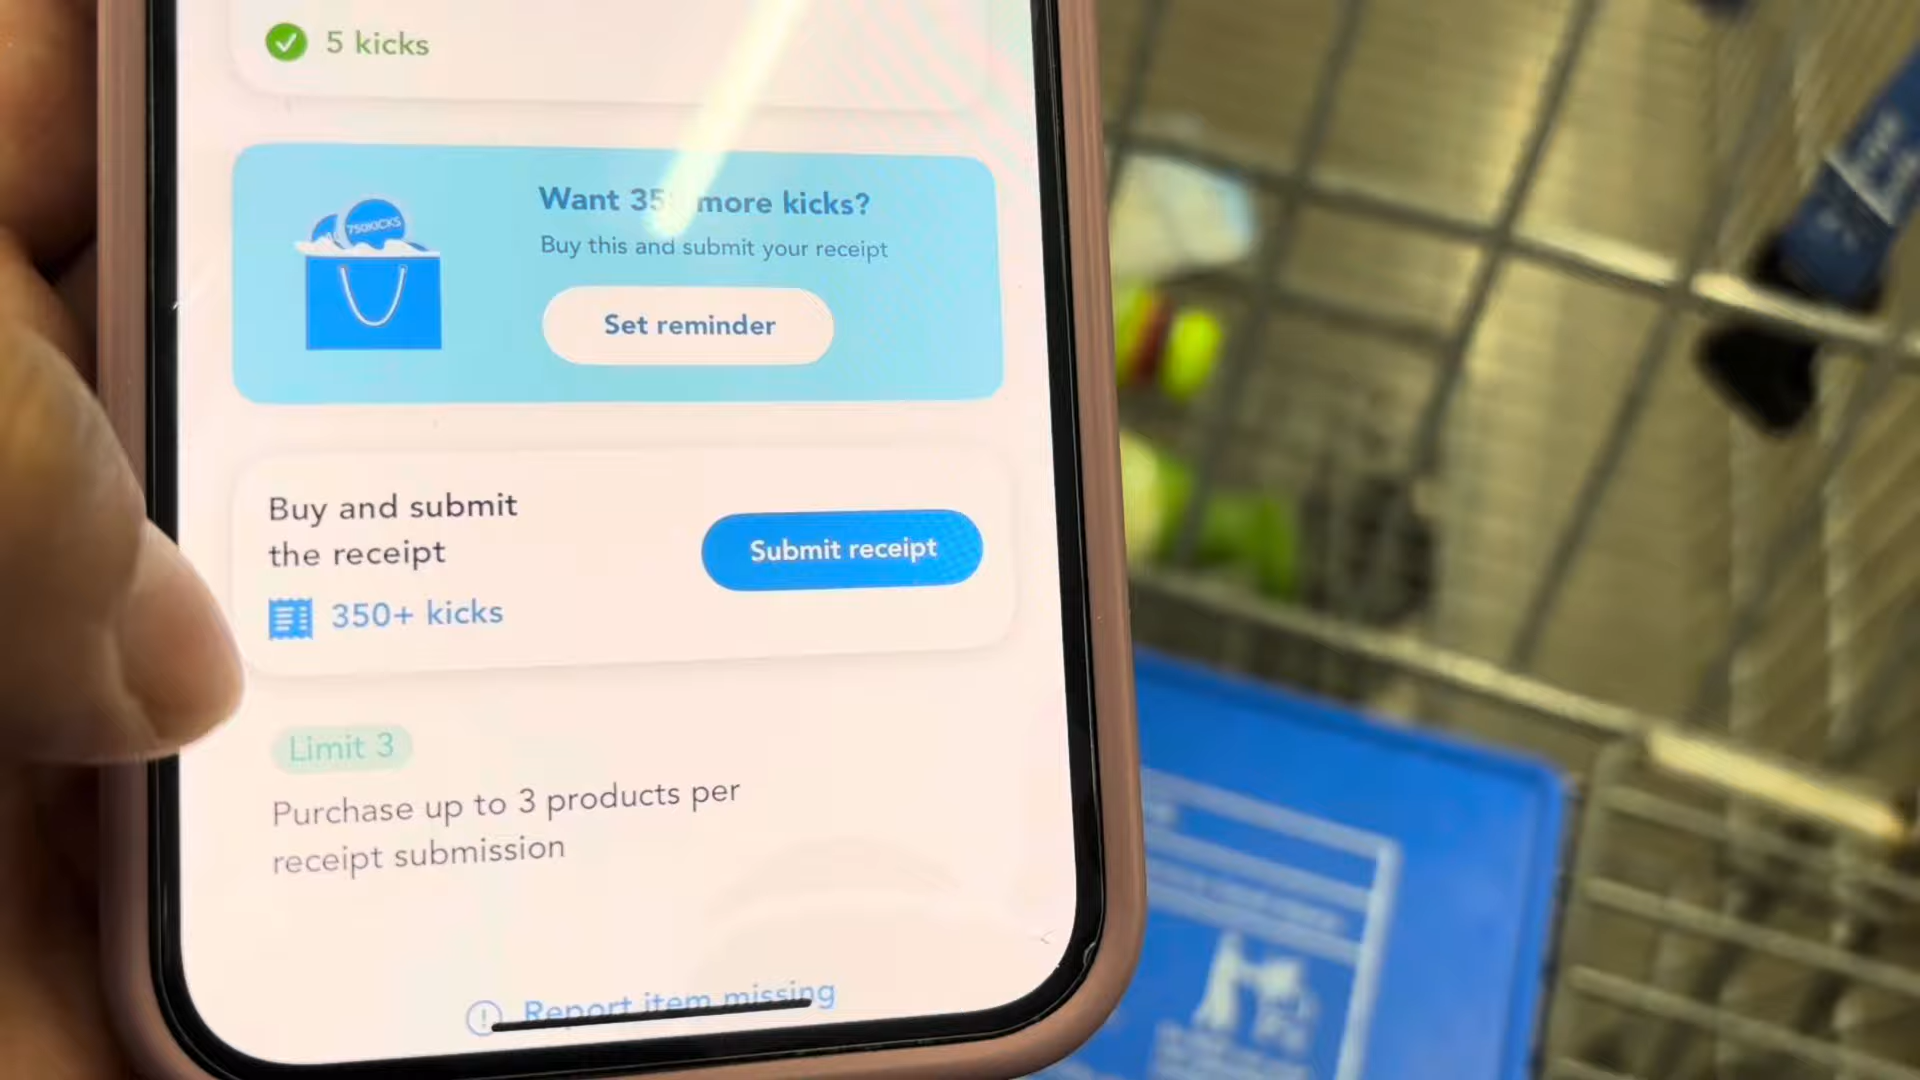 5 kicks
750KICKS
Want more kicks?
Buy this and submit your receipt
Set reminder
Buy and submit
the receipt
Submit receipt
350+ kicks
Limit 3
Purchase up to 3 products per
receipt submission
Report item missing